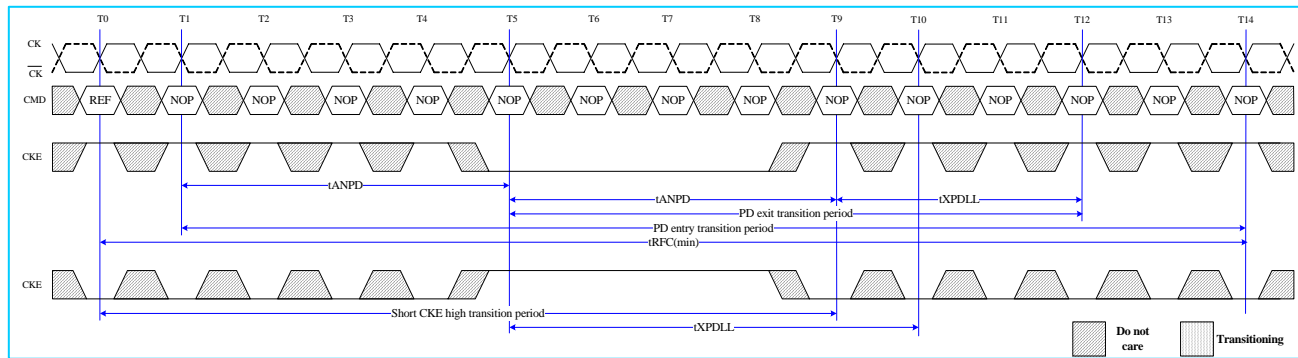 T0 T1 T2 T3 T4 T5 T6 T7 T8 T9 T10 T11 T12 T13 T14
CK
CK
CMD REF NOP NOP NOP NOP NOP NOP NOP NOP NOP NOP NOP NOP NOP NOP
CKE
tANPD
tANPD tXPDLL
PD exit transition period
PD entry transition period
tRFC(min)
CKE
Short CKE high transition period
tXPDLL
Do not care
Transitioning